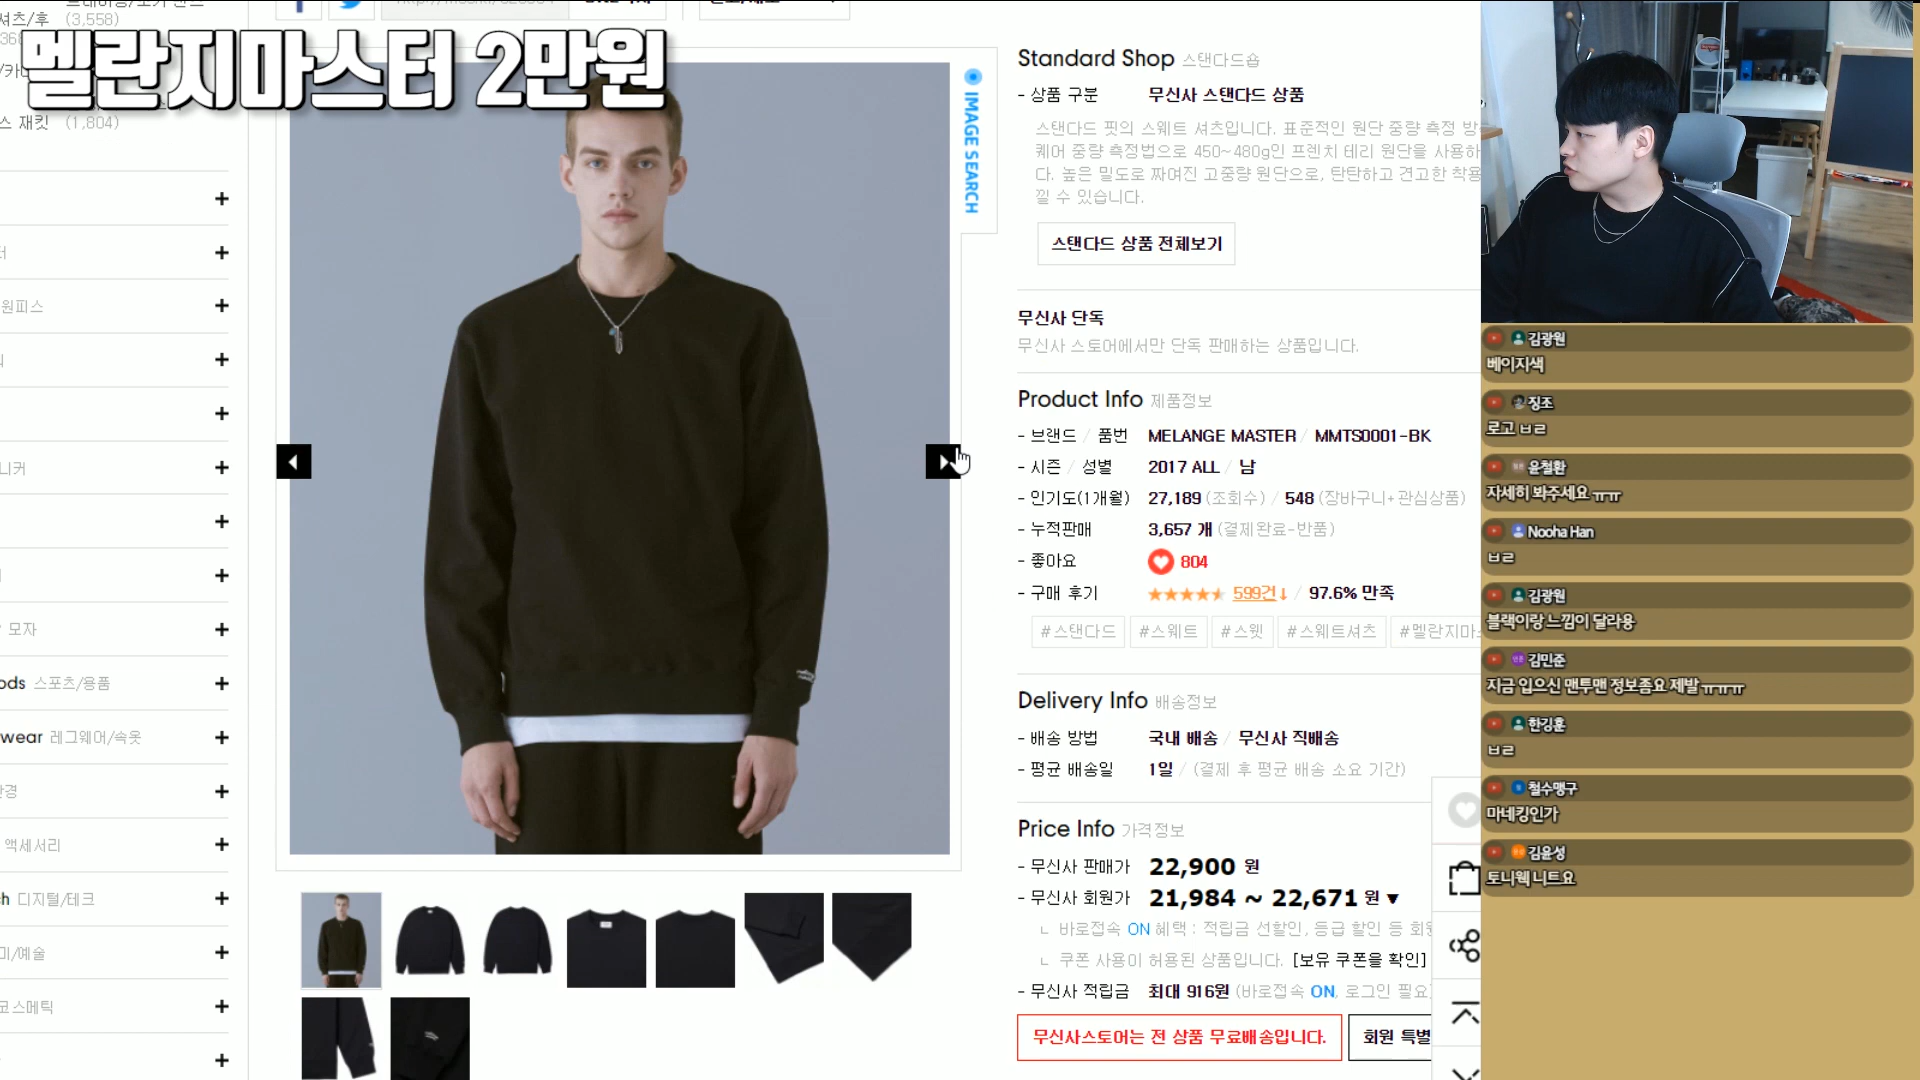 셔츠/후 (3,558)
멜란지마스터 2만원
스 재킷 (1,804)
원피스
니커
모자
ods 스포츠/용품
wear 레그웨어/속옷
액세서리
h 디지털/테크
미/예술
코스메틱
IMAGE SEARCH
Standard Shop 스탠다드숍
- 상품 구분 무신사 스탠다드 상품
스탠다드 핏의 스웨트 셔츠입니다. 표준적인 원단 중량 측정 방
퀘어 중량 측정법으로 450~480g인 프렌치 테리 원단을 사용하
다. 높은 밀도로 짜여진 고중량 원단으로, 탄탄하고 견고한 착용
낄 수 있습니다.
스탠다드 상품 전체보기
무신사 단독
무신사 스토어에서만 단독 판매하는 상품입니다.
Product Info 제품정보
- 브랜드 / 품번 MELANGE MASTER / MMTS0001-BK
- 시즌 / 성별 2017 ALL / 남
- 인기도(1개월) 27,189 (조회수) / 548 (장바구니+관심상품)
- 누적판매 3,657 개 (결제완료-반품)
- 좋아요 804
- 구매 후기 599건↓ / 97.6% 만족
#스탠다드 #스웨트 #스웻 #스웨트셔츠 #멜란지마스
Delivery Info 배송정보
- 배송 방법 국내 배송 / 무신사 직배송
- 평균 배송일 1일 / (결제 후 평균 배송 소요 기간)
Price Info 가격정보
- 무신사 판매가 22,900 원
- 무신사 회원가 21,984 ~ 22,671 원 ▼
ㄴ 바로접속 ON 혜택 : 적립금 선할인, 등급 할인 등 회원
ㄴ 쿠폰 사용이 허용된 상품입니다. [보유 쿠폰을 확인]
- 무신사 적립금 최대 916원 (바로접속 ON, 로그인 필요)
무신사스토어는 전 상품 무료배송입니다.
회원 특별
김광원
베이지색
징조
로고 ㅂㄹ
윤철환
자세히 봐주세요 ㅠㅠ
Nooha Han
ㅂㄹ
김광원
블랙이랑 느낌이 달라용
김민준
지금 입으신 맨투맨 정보좀요 제발 ㅠㅠㅠ
한깅훈
ㅂㄹ
철수맹구
마네킹인가
김윤성
토니웩 니트요